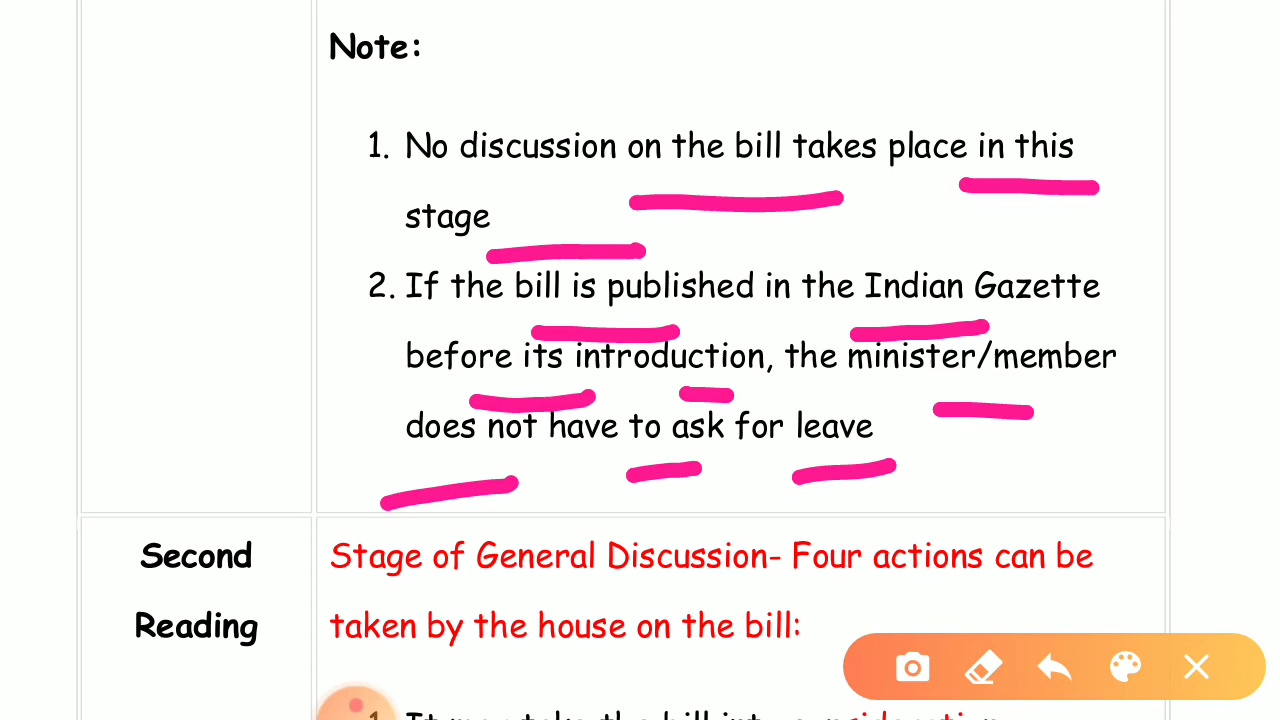 Note:
1. No discussion on the bill takes place in this
stage
2. If the bill is published in the Indian Gazette
before its introduction, the minister/member
does not have to ask for leave
Second
Reading
Stage of General Discussion- Four actions can be
taken by the house on the bill: